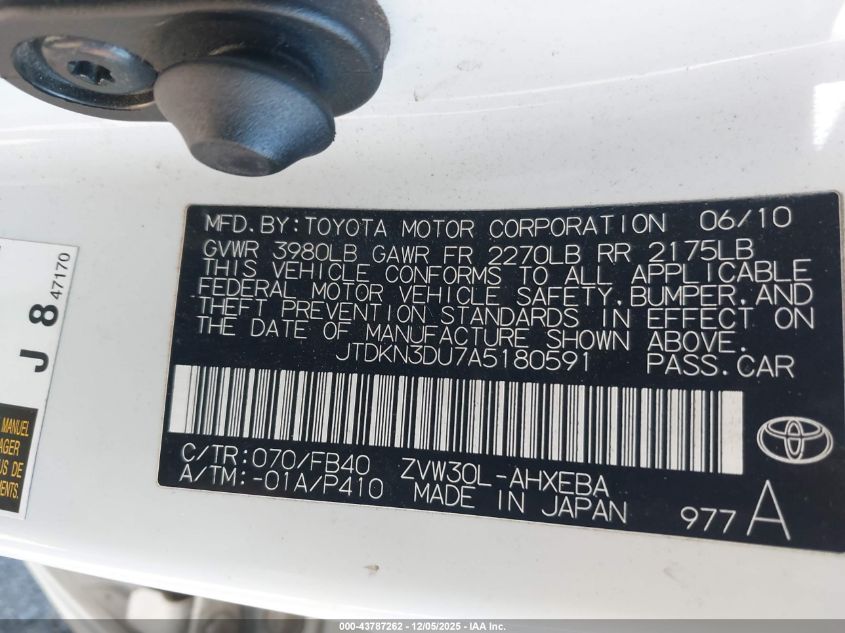 MFD.BY:TOYOTA MOTOR CORPORATION 06/10
GVWR 3980LB GAWR FR 2270LB RR 2175LB
THIS VEHICLE CONFORMS TO ALL APPLICABLE
FEDERAL MOTOR VEHICLE SAFETY,BUMPER,AND
THEFT PREVENTION STANDARDS IN EFFECT ON
THE DATE OF MANUFACTURE SHOWN ABOVE.
JTDKN3DU7A5180591 PASS.CAR
C/TR:070/FB40 ZVW30L-AHXEBA
A/TM:-01A/P410 MADE IN JAPAN 977 A
J 8 47170
MANUEL
US DE
000-43787262 - 12/05/2025 - IAA Inc.